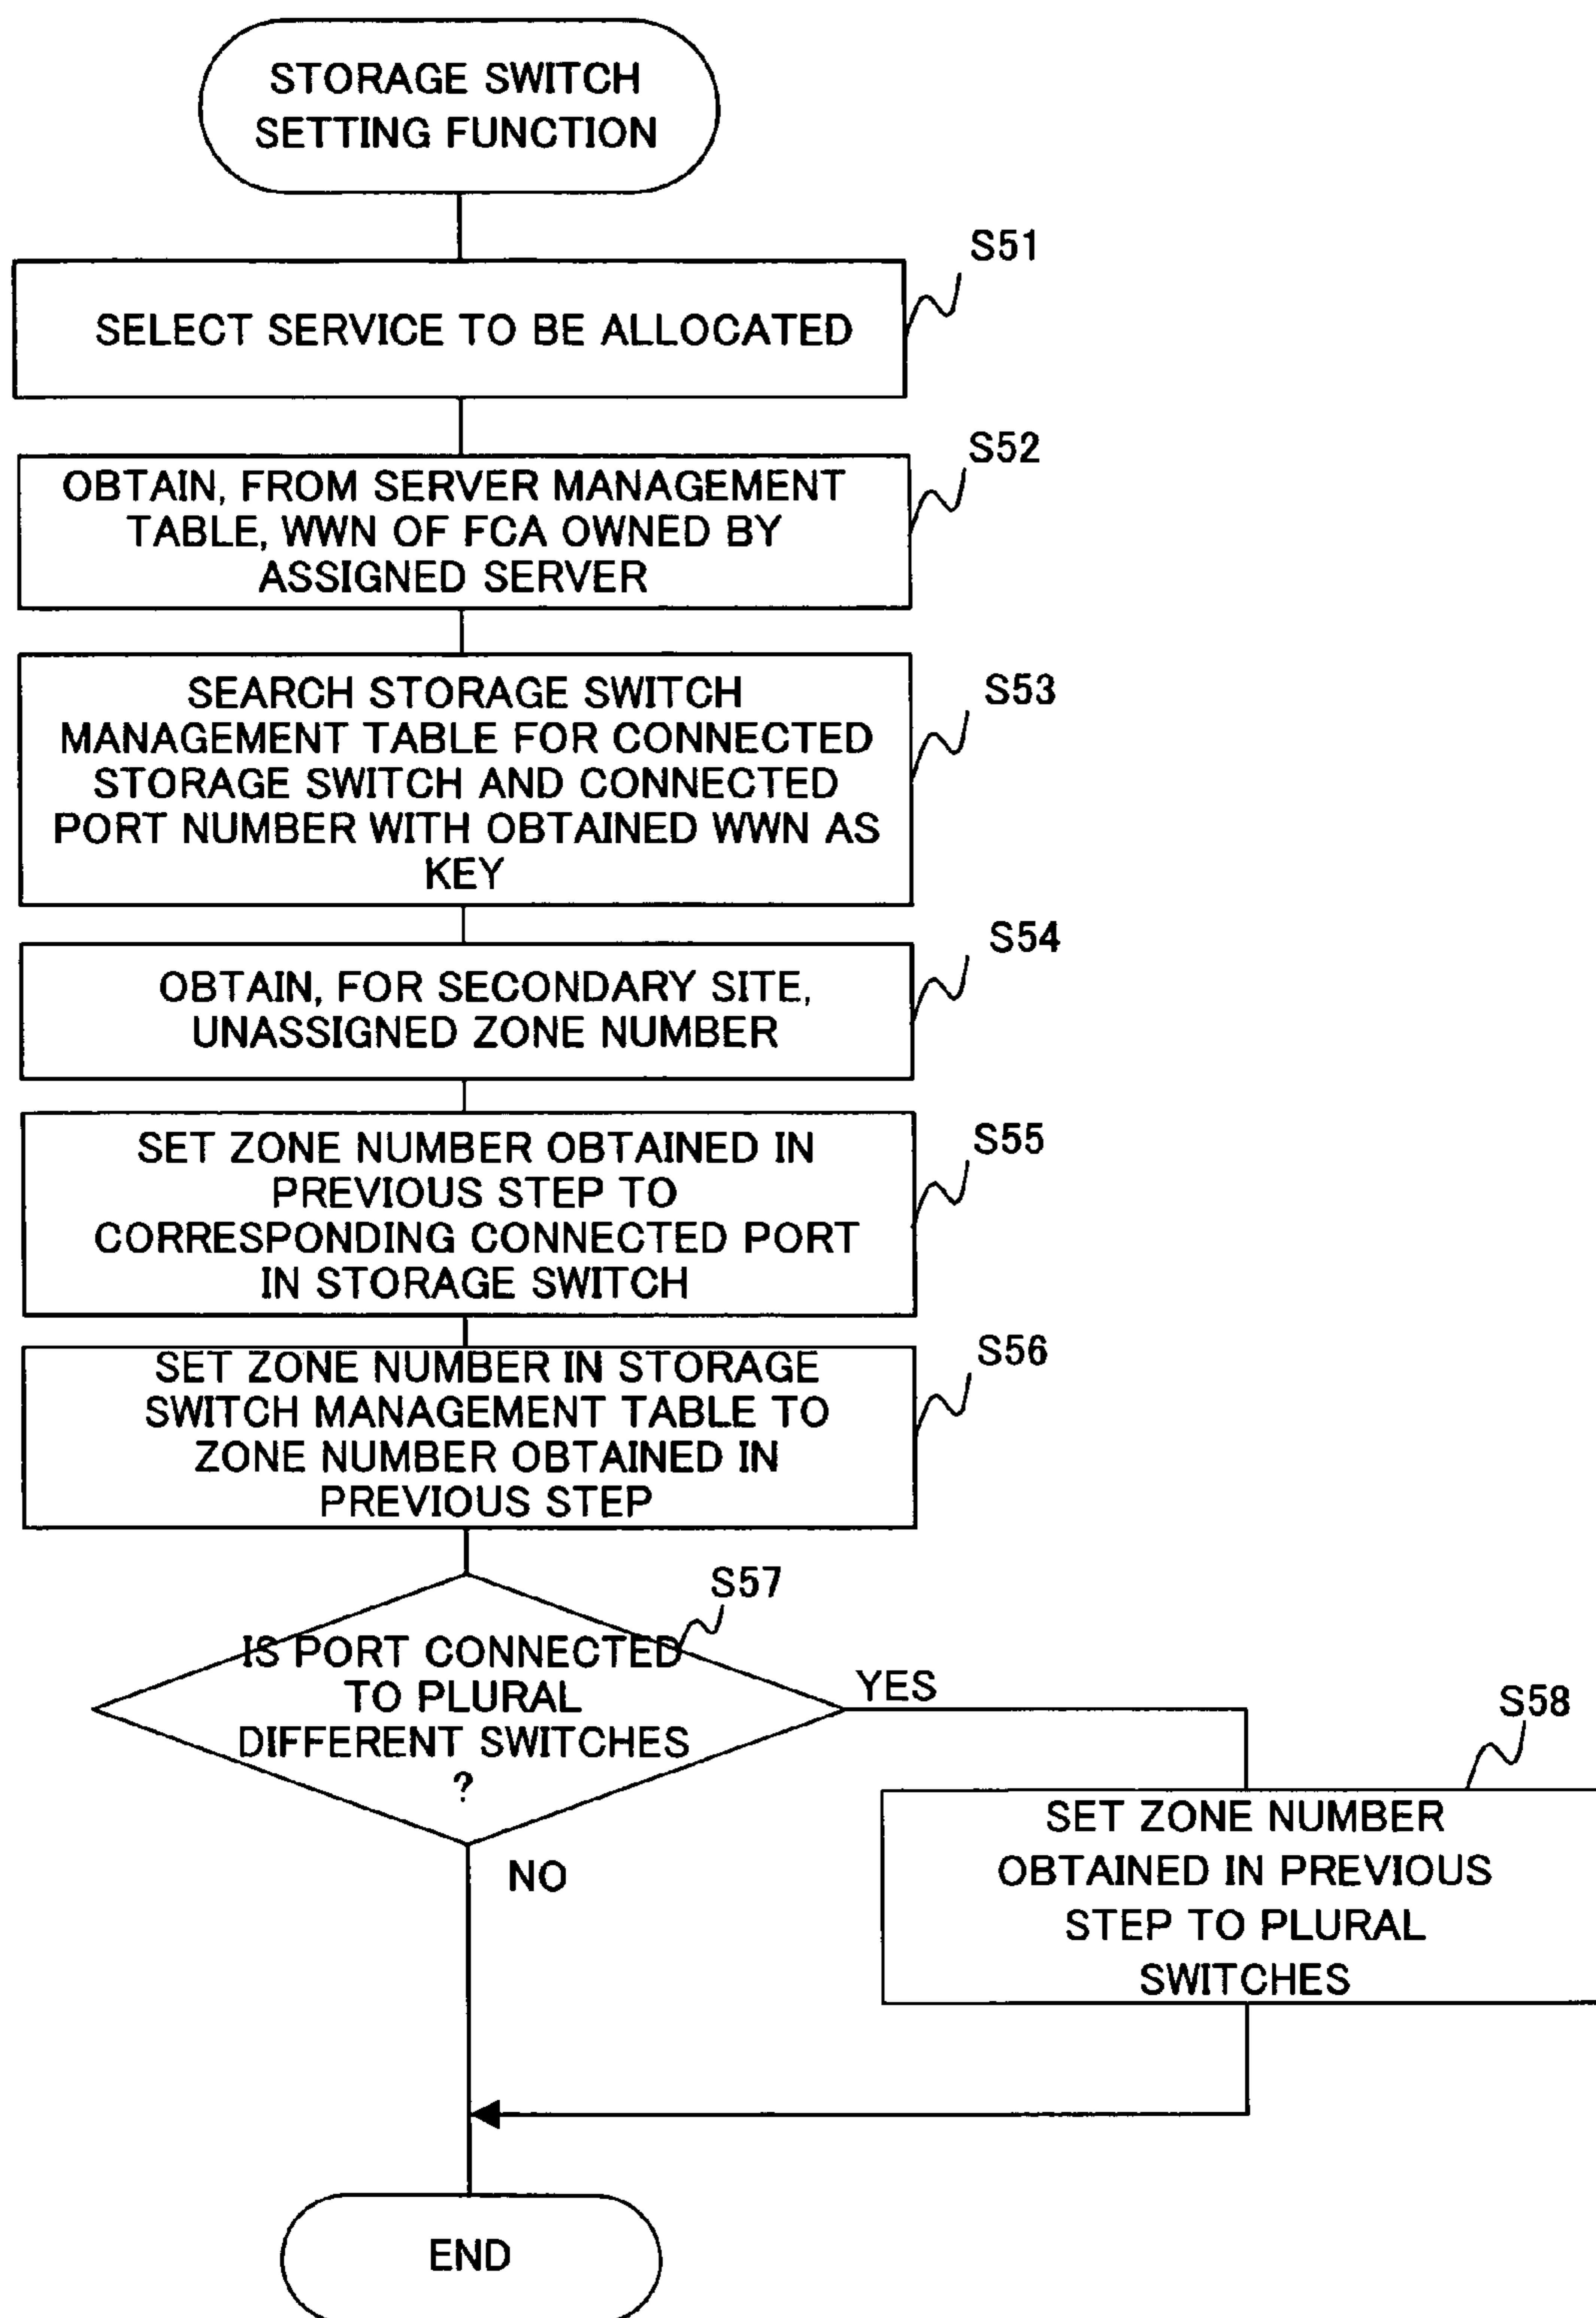 STORAGE SWITCH
SETTING FUNCTION
S51
SELECT SERVICE TO BE ALLOCATED
S52
OBTAIN, FROM SERVER MANAGEMENT
TABLE, WWN OF FCA OWNED BY
ASSIGNED SERVER
S53
SEARCH STORAGE SWITCH
MANAGEMENT TABLE FOR CONNECTED
STORAGE SWITCH AND CONNECTED
PORT NUMBER WITH OBTAINED WWN AS
KEY
S54
OBTAIN, FOR SECONDARY SITE,
UNASSIGNED ZONE NUMBER
S55
SET ZONE NUMBER OBTAINED IN
PREVIOUS STEP TO
CORRESPONDING CONNECTED PORT
IN STORAGE SWITCH
S56
SET ZONE NUMBER IN STORAGE
SWITCH MANAGEMENT TABLE TO
ZONE NUMBER OBTAINED IN
PREVIOUS STEP
S57
IS PORT CONNECTED
TO PLURAL
DIFFERENT SWITCHES
?
YES
NO
S58
SET ZONE NUMBER
OBTAINED IN PREVIOUS
STEP TO PLURAL
SWITCHES
END